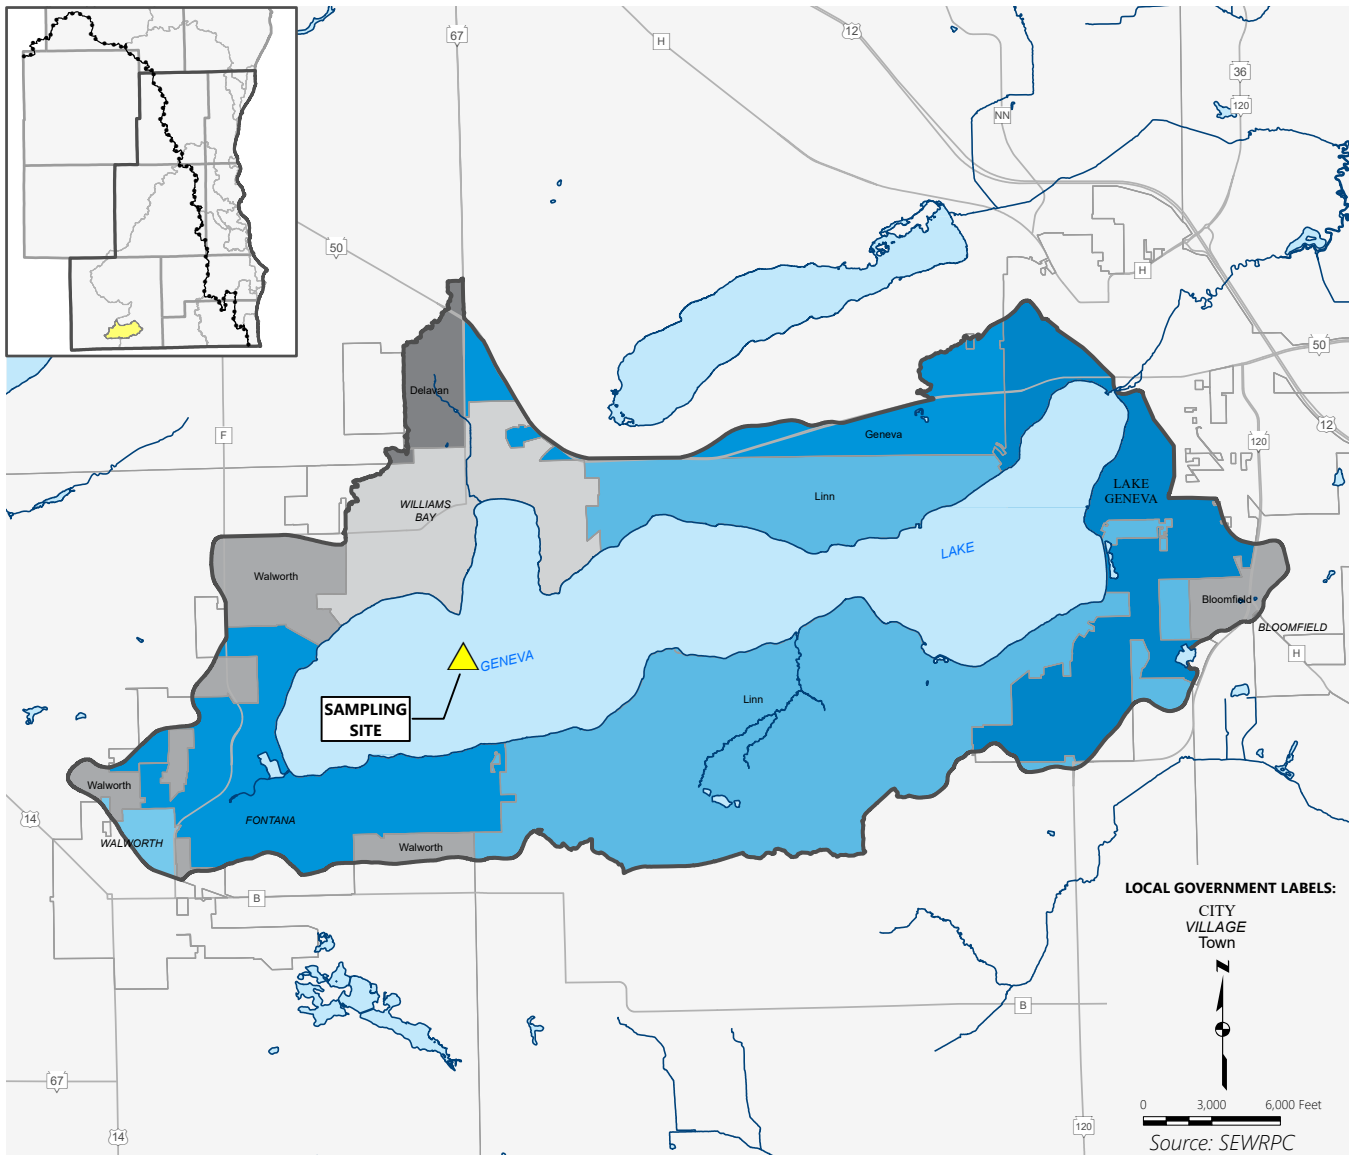 67
H
12
36
120
NN
50
H
50
Delavan
12
F
Geneva
120
LAKE
GENEVA
Linn
WILLIAMS
BAY
LAKE
Walworth
Bloomfield
BLOOMFIELD
H
GENEVA
SAMPLING
SITE
Linn
Walworth
14
FONTANA
WALWORTH
Walworth
B
LOCAL GOVERNMENT LABELS:
CITY
VILLAGE
Town
N
B
67
0 3,000 6,000 Feet
14
120
Source: SEWRPC